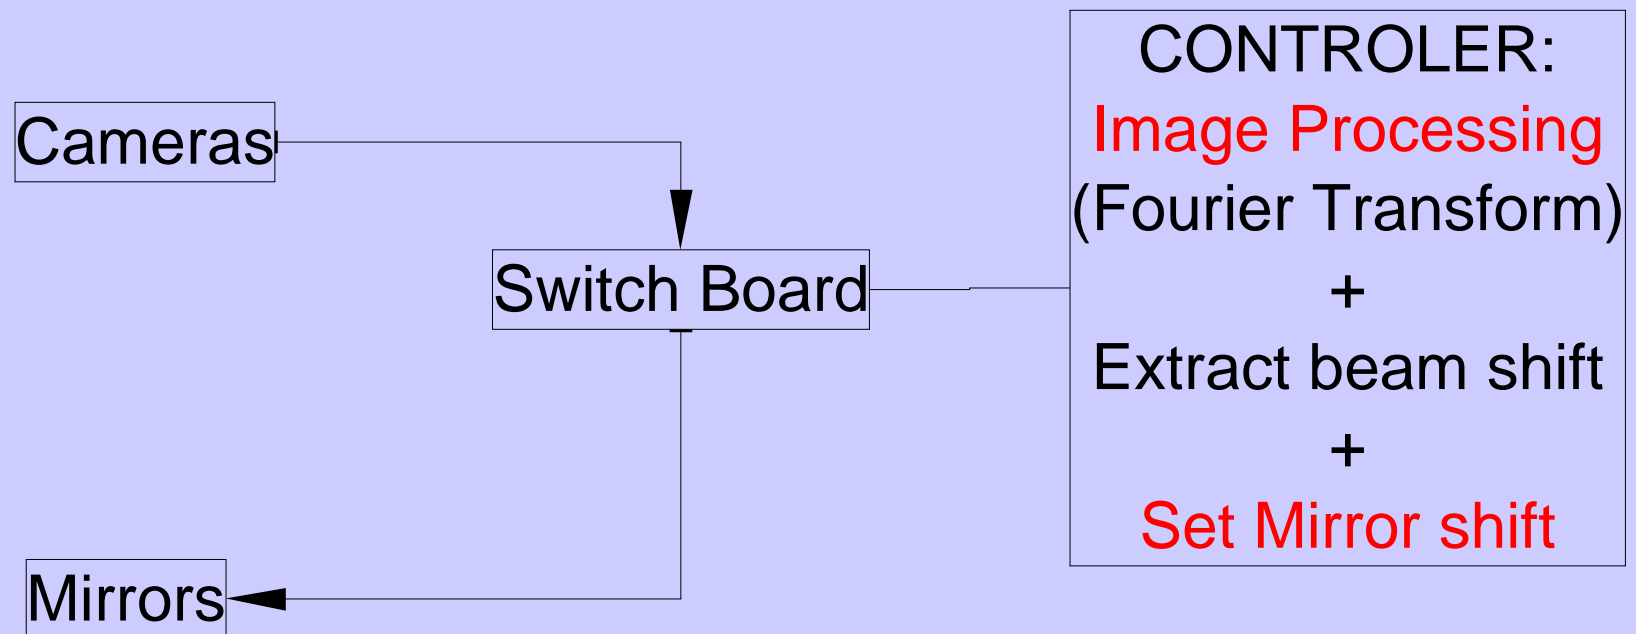 Cameras
Switch Board
Mirrors
CONTROLER:
Image Processing
(Fourier Transform)
+
Extract beam shift
+
Set Mirror shift